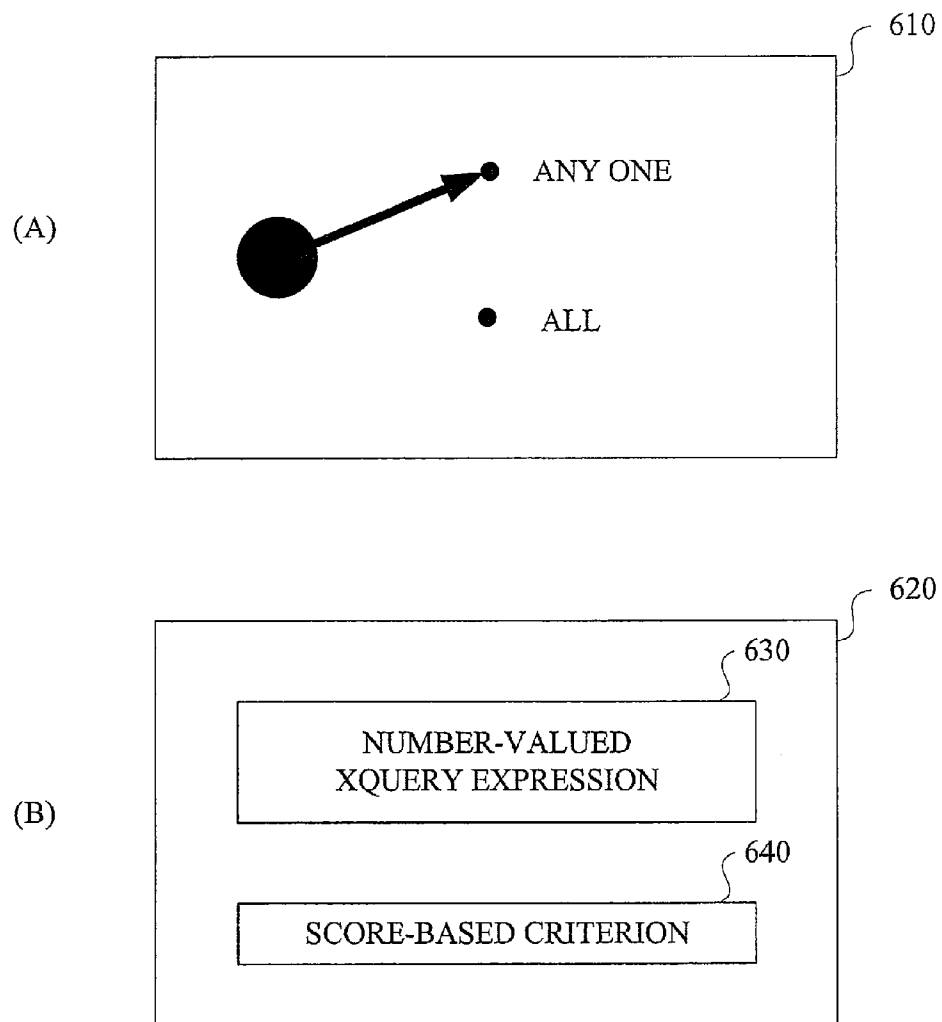 610
(A)
ANY ONE
ALL
620
630
NUMBER-VALUED
XQUERY EXPRESSION
(B)
640
SCORE-BASED CRITERION